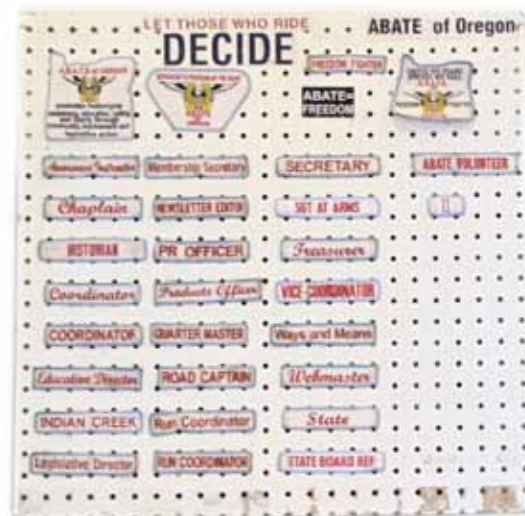 LET THOSE WHO RIDE
DECIDE
ABATE of Oregon
FREEDOM FIGHTER
ABATE=
FREEDOM
A.B.A.T.E. of OREGON
Membership Secretary
SECRETARY
ABATE VOLUNTEER
Chaplain
NEWSLETTER EDITOR
SGT AT ARMS
HISTORIAN
PR OFFICER
Treasurer
Coordinator
Products Officer
VICE-COORDINATOR
COORDINATOR
QUARTER MASTER
Ways and Means
Education Director
ROAD CAPTAIN
Webmaster
INDIAN CREEK
Run Coordinator
State
Legislative Director
RUN COORDINATOR
STATE BOARD REP